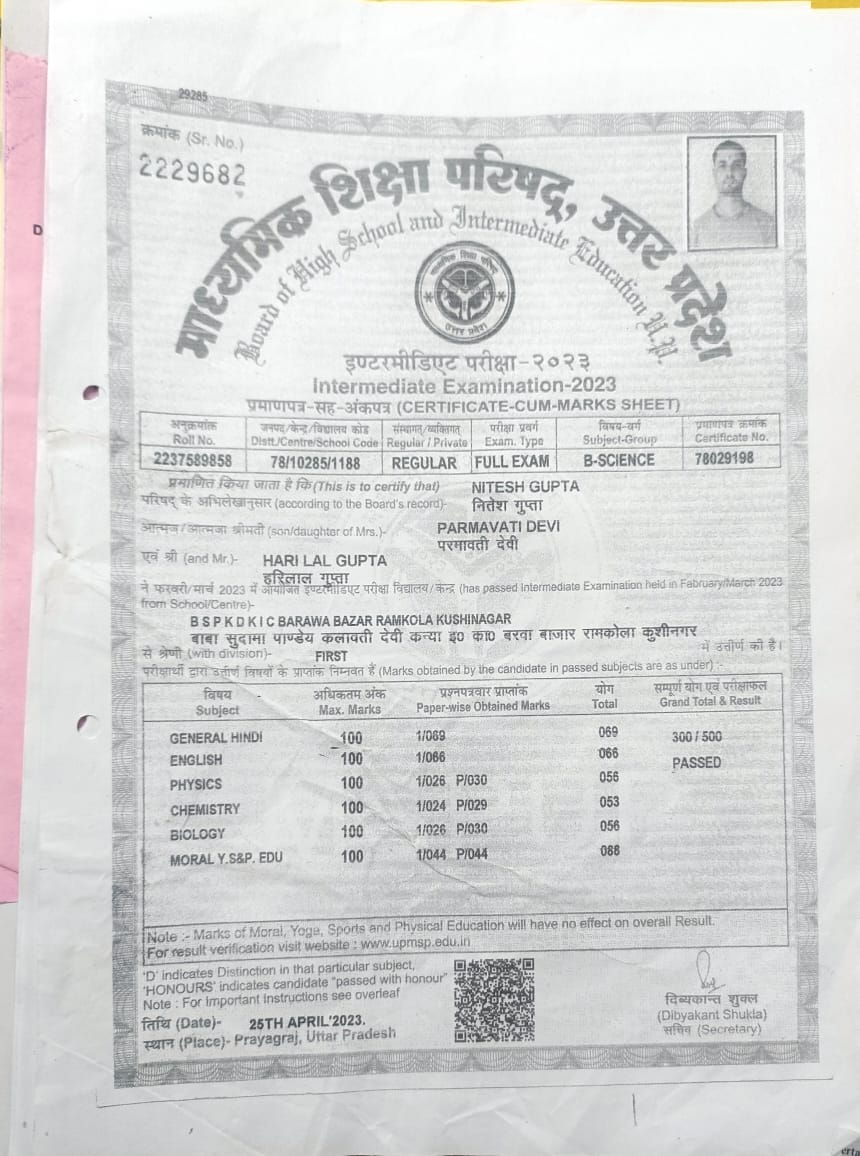 29285
क्रमांक (Sr. No.)
2229682
माध्यमिक शिक्षा परिषद्, उत्तर प्रदेश
Board of High School and Intermediate Education U.P.
माध्यमिक शिक्षा परिषद्
उत्तर प्रदेश
D
इण्टरमीडिएट परीक्षा-२०२३
Intermediate Examination-2023
प्रमाणपत्र-सह-अंकपत्र (CERTIFICATE-CUM-MARKS SHEET)
अनुक्रमांक जनपद/केन्द्र/विद्यालय कोड संस्थागत/व्यक्तिगत परीक्षा प्रवर्ग विषय-वर्ग प्रमाणपत्र क्रमांक
Roll No. Distt./Centre/School Code Regular / Private Exam. Type Subject-Group Certificate No.
2237589858 78/10285/1188 REGULAR FULL EXAM B-SCIENCE 78029198
प्रमाणित किया जाता है कि (This is to certify that) NITESH GUPTA
परिषद् के अभिलेखानुसार (according to the Board's record)- नितेश गुप्ता
आत्मज/आत्मजा श्रीमती (son/daughter of Mrs.)- PARMAVATI DEVI
परमावती देवी
एवं श्री (and Mr.)- HARI LAL GUPTA
हरिलाल गुप्ता
ने फरवरी/मार्च 2023 में आयोजित इण्टरमीडिएट परीक्षा विद्यालय/केन्द्र (has passed Intermediate Examination held in February/March 2023
from School/Centre)-
B S P K D K I C BARAWA BAZAR RAMKOLA KUSHINAGAR
बाबा सुदामा पाण्डेय कलावती देवी कन्या इ0 का0 बरवा बाजार रामकोला कुशीनगर
से श्रेणी (with division)- FIRST में उत्तीर्ण की है।
परीक्षार्थी द्वारा उत्तीर्ण विषयों के प्राप्तांक निम्नवत हैं (Marks obtained by the candidate in passed subjects are as under) :-
विषय अधिकतम अंक प्रश्नपत्रवार प्राप्तांक योग सम्पूर्ण योग एवं परीक्षाफल
Subject Max. Marks Paper-wise Obtained Marks Total Grand Total & Result
GENERAL HINDI 100 1/069 069 300 / 500
ENGLISH 100 1/066 066 PASSED
PHYSICS 100 1/026 P/030 056
CHEMISTRY 100 1/024 P/029 053
BIOLOGY 100 1/026 P/030 056
MORAL Y.S&P. EDU 100 1/044 P/044 088
Note :- Marks of Moral, Yoga, Sports and Physical Education will have no effect on overall Result.
For result verification visit website : www.upmsp.edu.in
'D' indicates Distinction in that particular subject,
'HONOURS' indicates candidate "passed with honour"
Note : For Important Instructions see overleaf
तिथि (Date)- 25TH APRIL'2023.
स्थान (Place)- Prayagraj, Uttar Pradesh
दिब्यकान्त शुक्ल
(Dibyakant Shukla)
सचिव (Secretary)